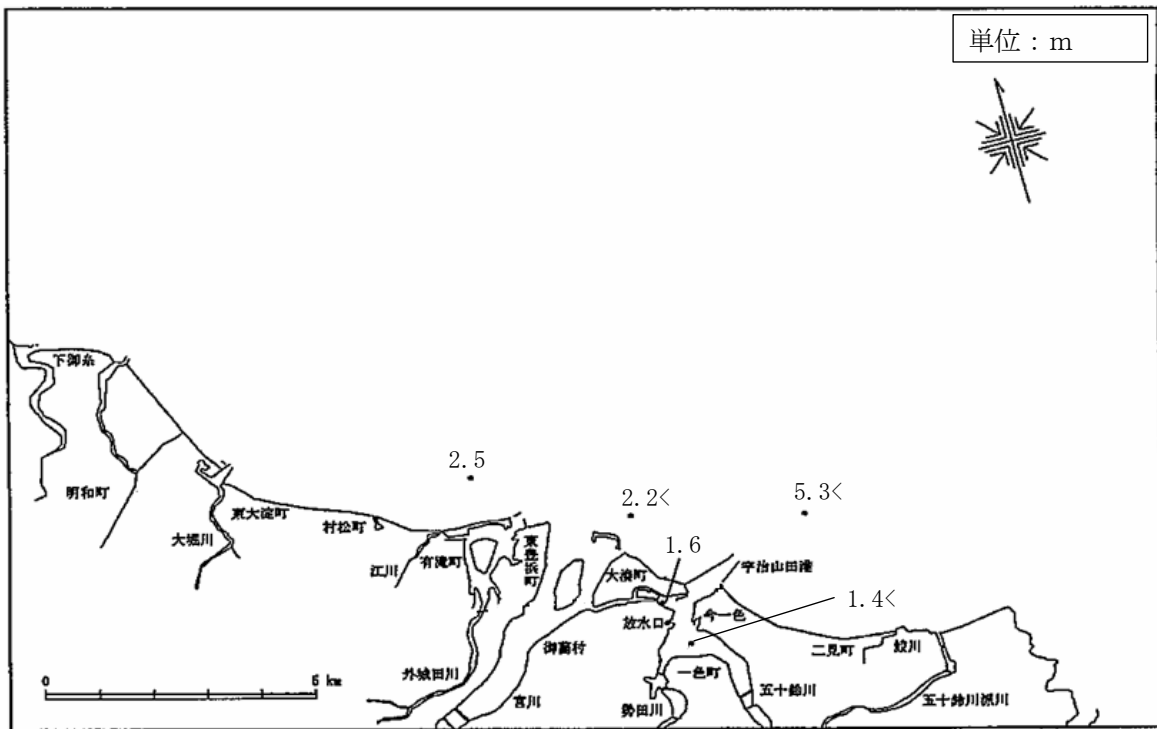 単位：m
下御糸
2.5
2.2<
5.3<
明和町
東大淀町
村松町
大堀川
江川
有滝町
東豊浜町
大湊町
1.6
宇治山田港
1.4<
放水口
今一色
御薗村
二見町
鮫川
外城田川
宮川
一色町
勢田川
五十鈴川
五十鈴川派川
0
6 km